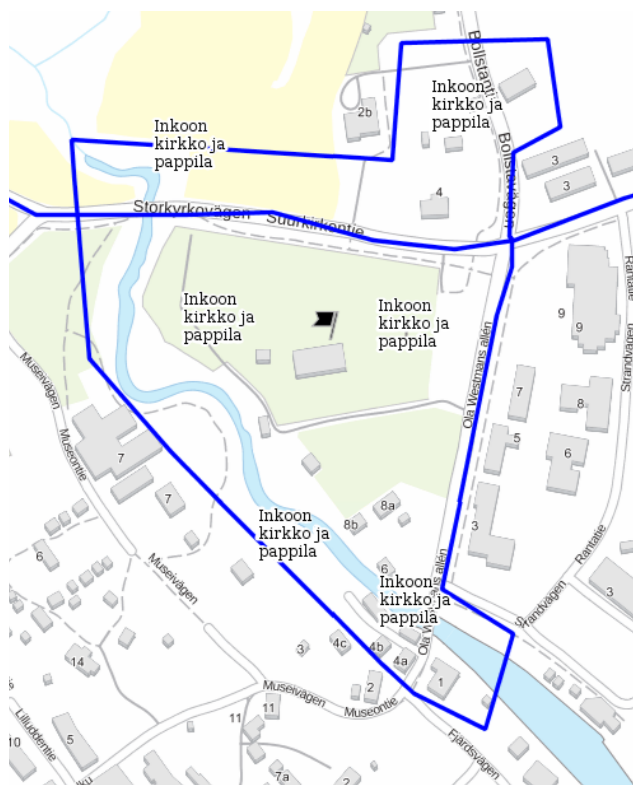 Bollstantie
Inkoon
kirkko ja
pappila
2b
Inkoon
kirkko ja
pappila
Bollstavägen
3
3
4
Storkyrkovägen
Suurkirkontie
Rantatie
Strandvägen
Inkoon
kirkko ja
pappila
Inkoon
kirkko ja
pappila
9
9
Ola Westmans allén
7
8
5
6
Museivägen
Museontie
7
7
8a
8b
Inkoon
kirkko ja
pappila
3
6
Museivägen
6
Inkoon
kirkko ja
pappila
Ola Westmans allén
Rantatie
Strandvägen
3
14
3
4c
4b
4a
1
2
Museivägen
Museontie
11
11
Lilluddentie
5
10
Fjärdsvägen
7a
2